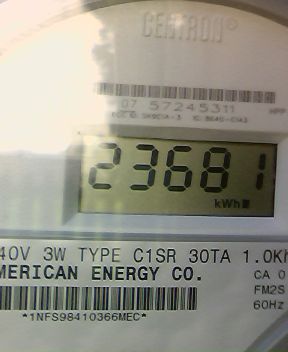 CENTRON®
07 57245311
23681
kWh
40V 3W TYPE C1SR 30TA 1.0Kh
MERICAN ENERGY CO.
CA 0
FM2S
60Hz
*1NFS98410366MEC*